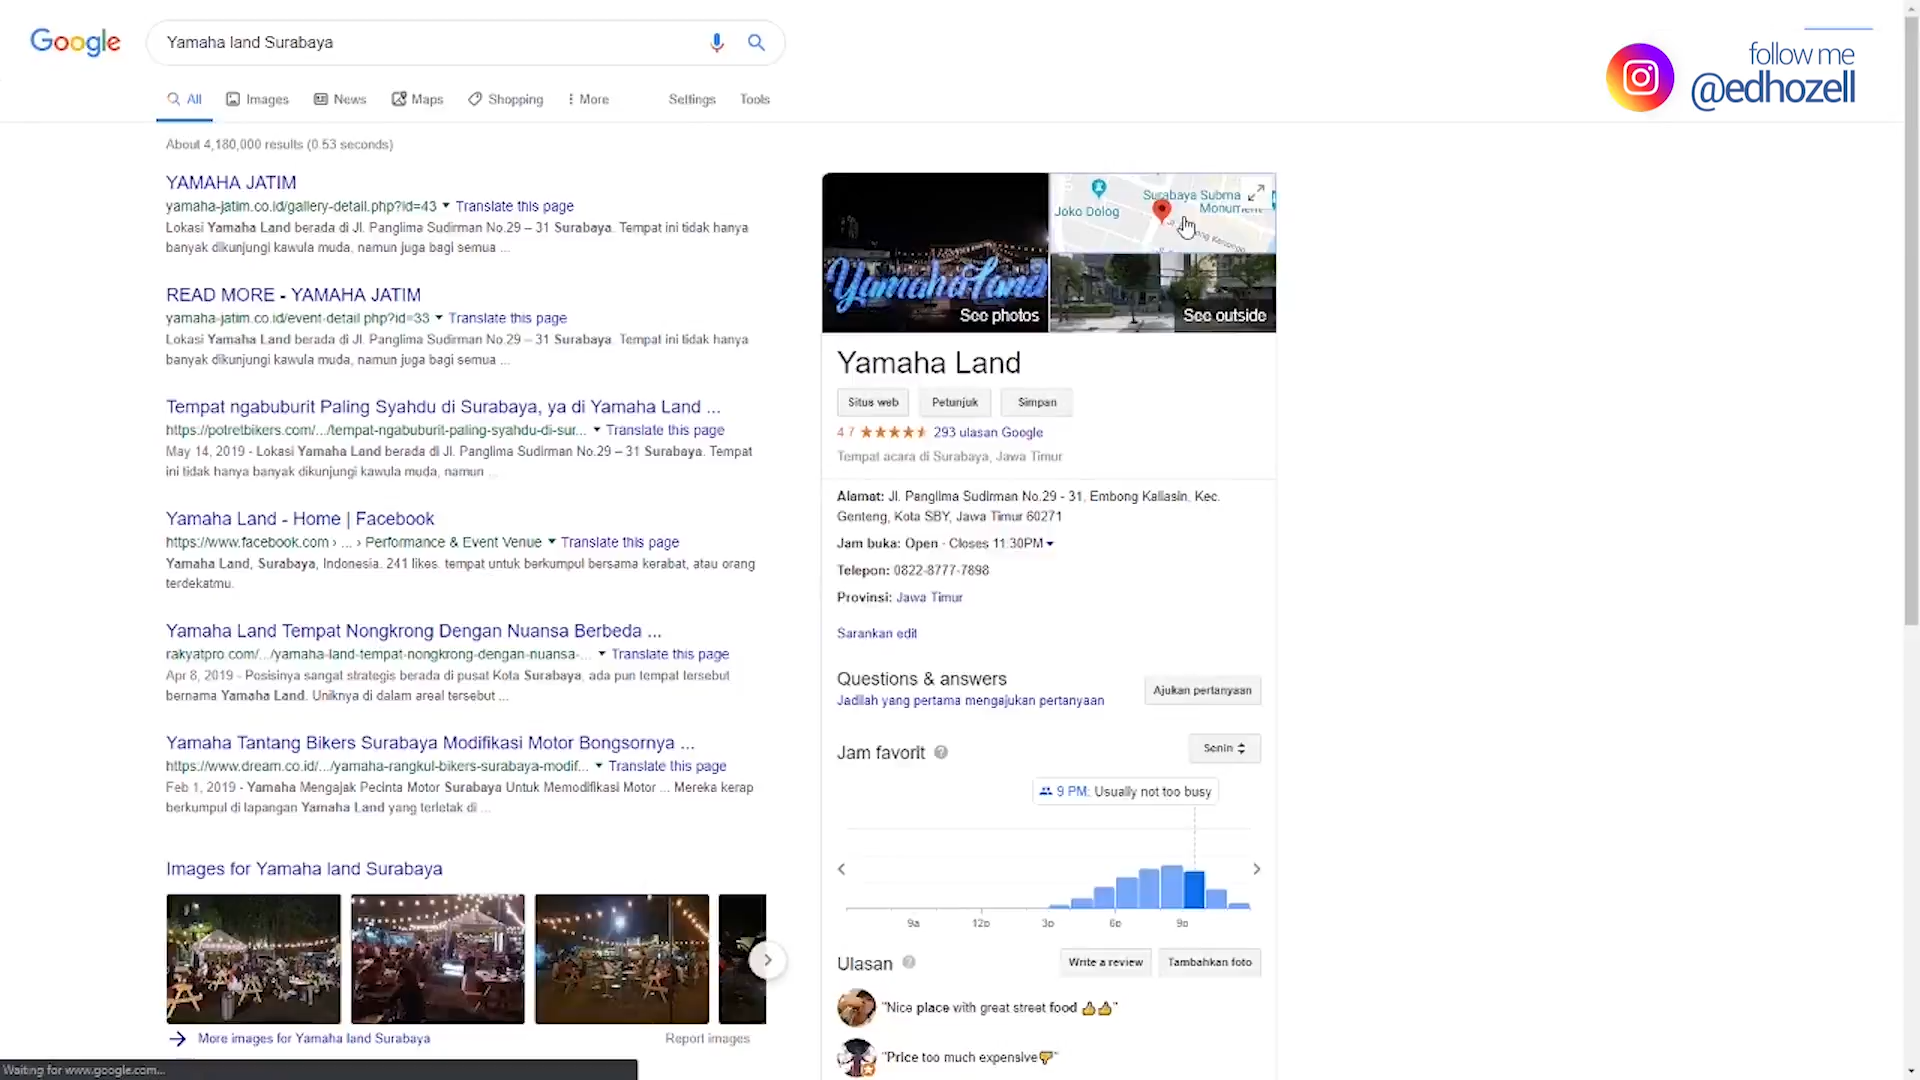 Google
Yamaha land Surabaya
follow me
@edhozell
All
Images
News
Maps
Shopping
More
Settings
Tools
About 4,180,000 results (0.53 seconds)
YAMAHA JATIM
yamaha-jatim.co.id/gallery-detail.php?id=43 Translate this page
Lokasi Yamaha Land berada di Jl. Panglima Sudirman No.29 – 31 Surabaya. Tempat ini tidak hanya
banyak dikunjungi kawula muda, namun juga bagi semua ...
READ MORE - YAMAHA JATIM
yamaha-jatim.co.id/event-detail.php?id=33 Translate this page
Lokasi Yamaha Land berada di Jl. Panglima Sudirman No.29 – 31 Surabaya. Tempat ini tidak hanya
banyak dikunjungi kawula muda, namun juga bagi semua ...
Tempat ngabuburit Paling Syahdu di Surabaya, ya di Yamaha Land ...
https://potretbikers.com/.../tempat-ngabuburit-paling-syahdu-di-sur... Translate this page
May 14, 2019 - Lokasi Yamaha Land berada di Jl. Panglima Sudirman No.29 – 31 Surabaya. Tempat
ini tidak hanya banyak dikunjungi kawula muda, namun ...
Yamaha Land - Home | Facebook
https://www.facebook.com › ... › Performance & Event Venue Translate this page
Yamaha Land, Surabaya, Indonesia. 241 likes. tempat untuk berkumpul bersama kerabat, atau orang
terdekatmu.
Yamaha Land Tempat Nongkrong Dengan Nuansa Berbeda ...
rakyatpro.com/.../yamaha-land-tempat-nongkrong-dengan-nuansa-... Translate this page
Apr 8, 2019 - Posisinya sangat strategis berada di pusat Kota Surabaya, ada pun tempat tersebut
bernama Yamaha Land. Uniknya di dalam areal tersebut ...
Yamaha Tantang Bikers Surabaya Modifikasi Motor Bongsornya ...
https://www.dream.co.id/.../yamaha-rangkul-bikers-surabaya-modif... Translate this page
Feb 1, 2019 - Yamaha Mengajak Pecinta Motor Surabaya Untuk Memodifikasi Motor ... Mereka kerap
berkumpul di lapangan Yamaha Land yang terletak di ...
Images for Yamaha land Surabaya
More images for Yamaha land Surabaya
Report images
Waiting for www.google.com...
YamahaLand
See photos
Joko Dolog
Surabaya Subma
Monument
See outside
Yamaha Land
Situs web
Petunjuk
Simpan
4.7 293 ulasan Google
Tempat acara di Surabaya, Jawa Timur
Alamat: Jl. Panglima Sudirman No.29 - 31, Embong Kaliasin, Kec.
Genteng, Kota SBY, Jawa Timur 60271
Jam buka: Open · Closes 11:30PM
Telepon: 0822-8777-7898
Provinsi: Jawa Timur
Sarankan edit
Questions & answers
Jadilah yang pertama mengajukan pertanyaan
Ajukan pertanyaan
Jam favorit
Senin
9 PM: Usually not too busy
9a 12p 3p 6p 9p
Ulasan
Write a review
Tambahkan foto
"Nice place with great street food 👍👍"
"Price too much expensive👎"